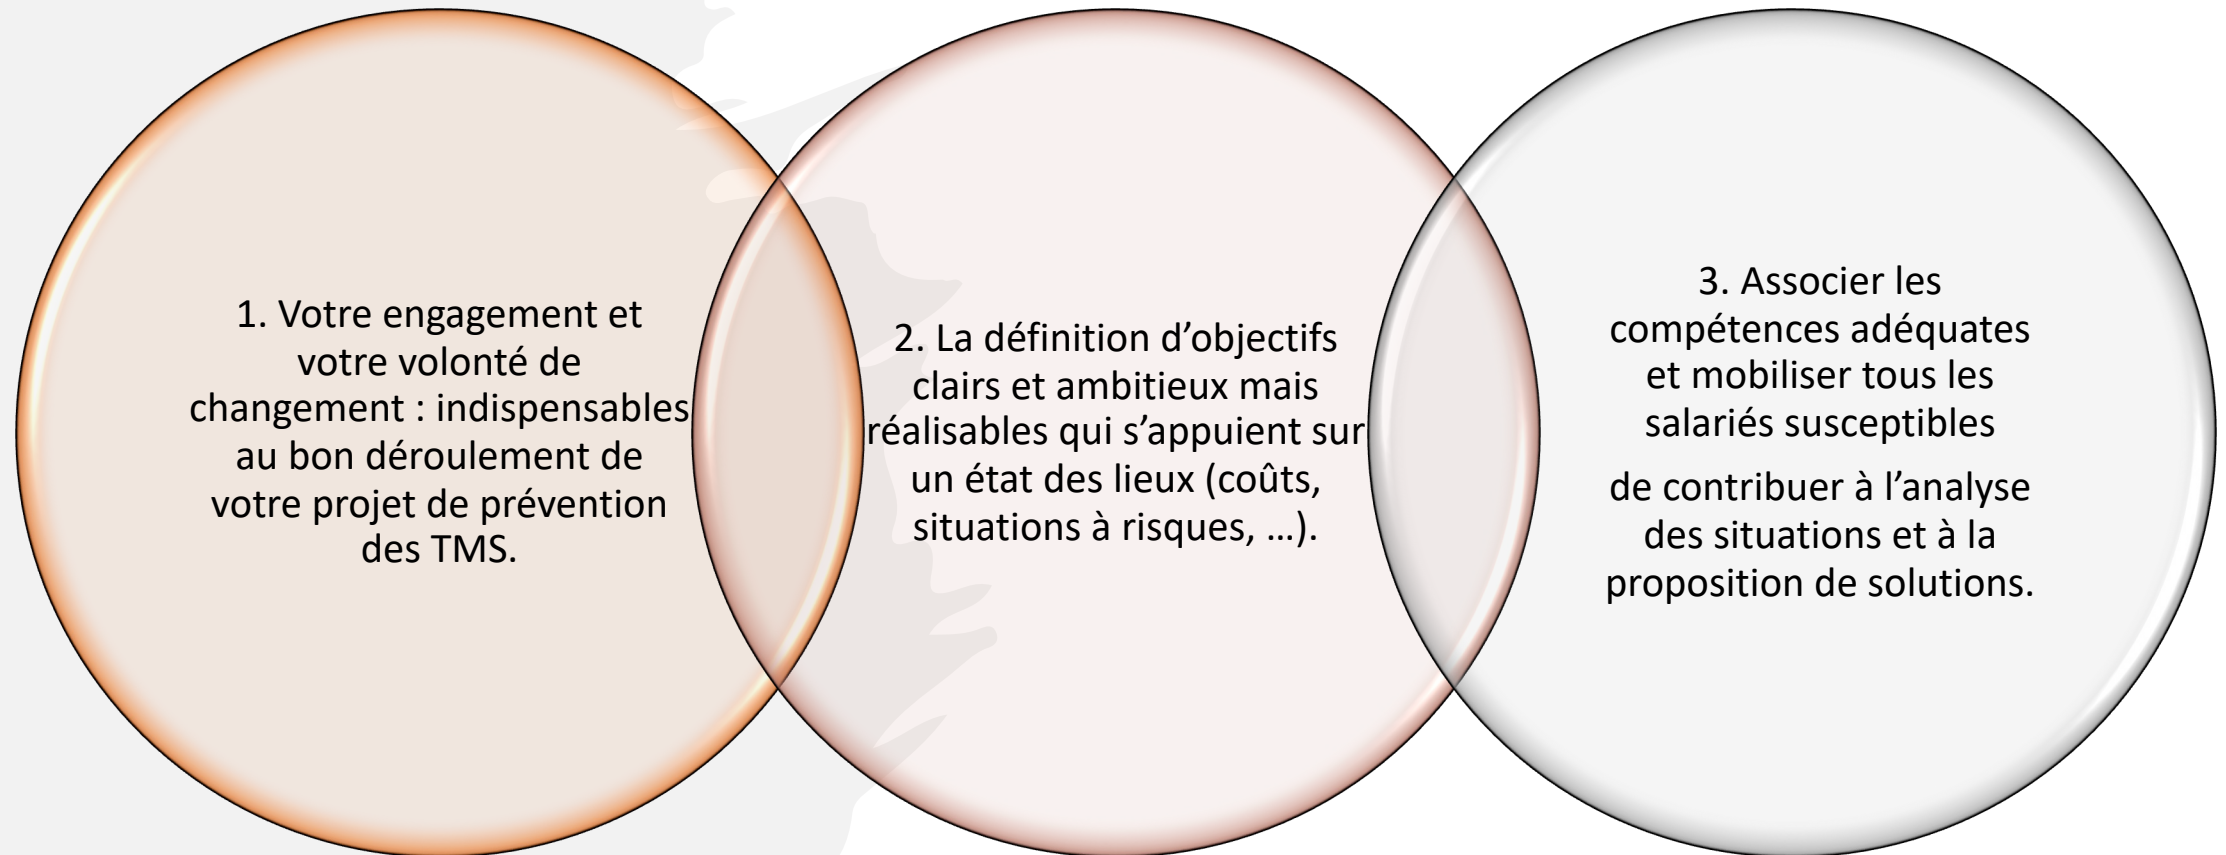 1. Votre engagement et
votre volonté de
changement : indispensables
au bon déroulement de
votre projet de prévention
des TMS.
2. La définition d’objectifs
clairs et ambitieux mais
réalisables qui s’appuient sur
un état des lieux (coûts,
situations à risques, …).
3. Associer les
compétences adéquates
et mobiliser tous les
salariés susceptibles
de contribuer à l’analyse
des situations et à la
proposition de solutions.